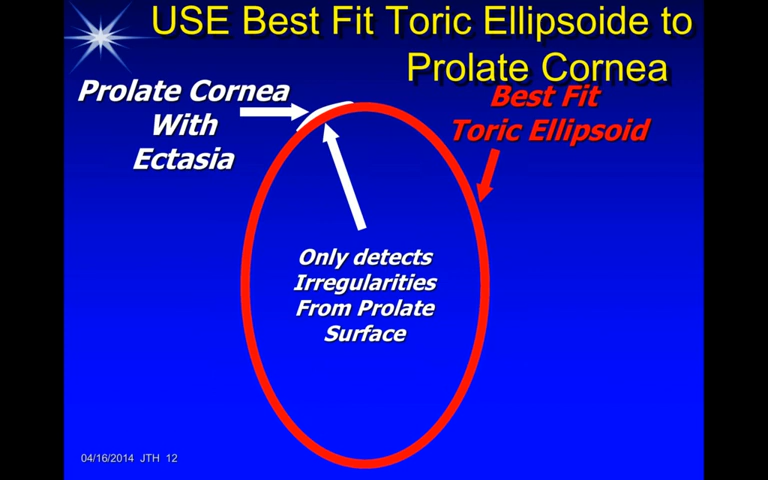 USE Best Fit Toric Ellipsoide to
Prolate Cornea
Prolate Cornea
With
Ectasia
Best Fit
Toric Ellipsoid
Only detects
Irregularities
From Prolate
Surface
04/16/2014 JTH 12